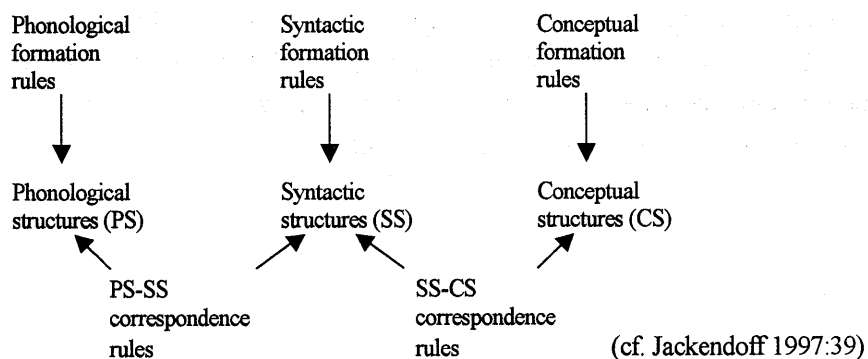 Phonological
formation
rules
Syntactic
formation
rules
Conceptual
formation
rules
Phonological
structures (PS)
Syntactic
structures (SS)
Conceptual
structures (CS)
PS-SS
correspondence
rules
SS-CS
correspondence
rules
(cf. Jackendoff 1997:39)